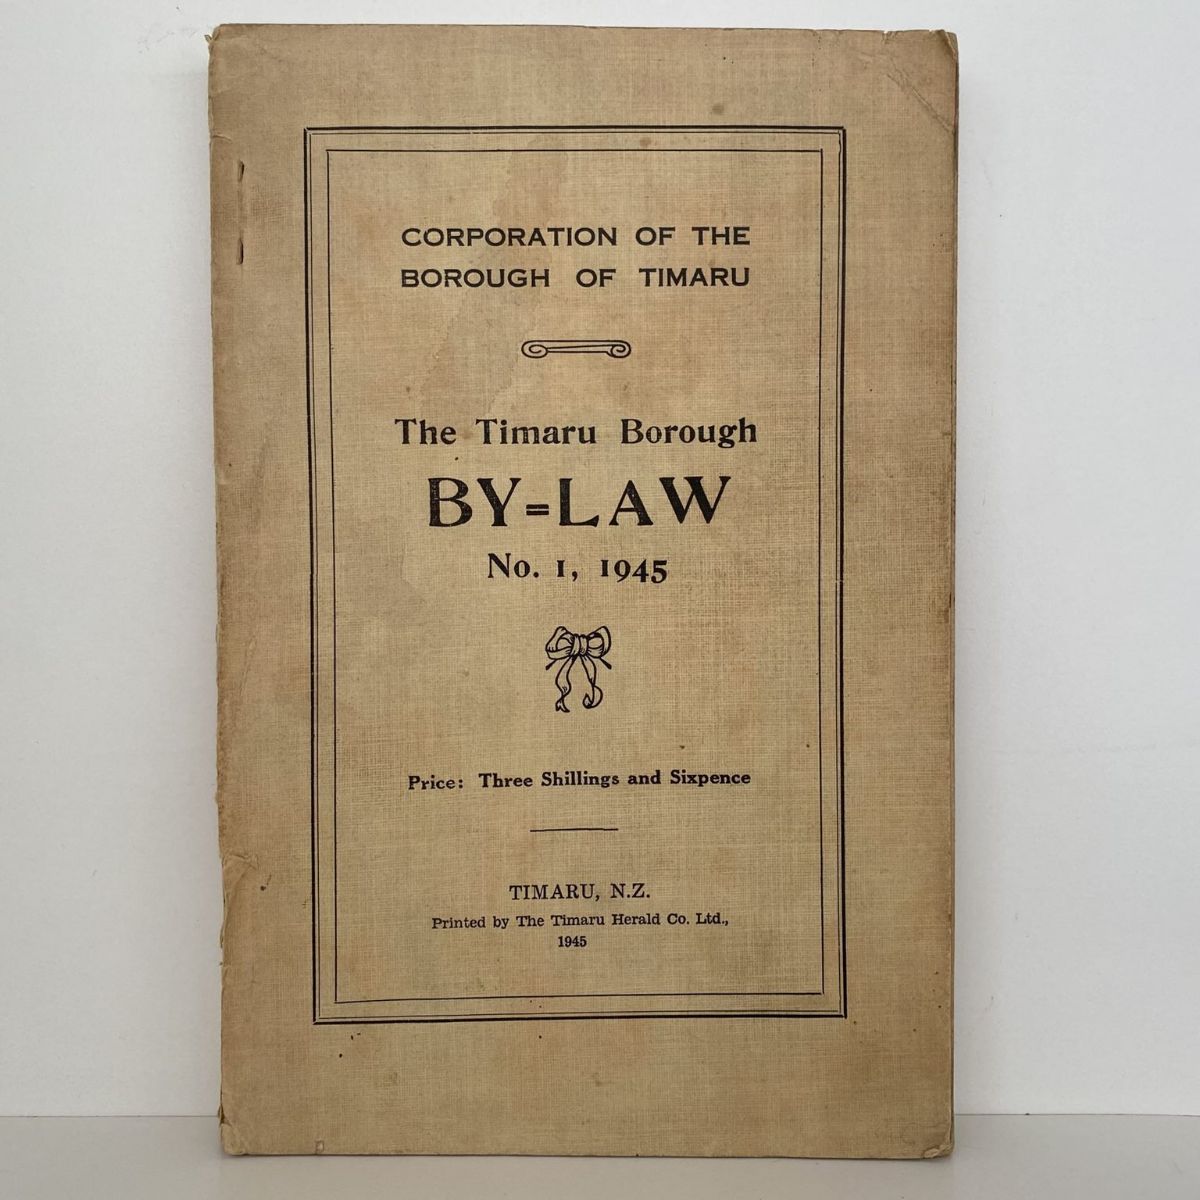 CORPORATION OF THE
BOROUGH OF TIMARU
The Timaru Borough
BY=LAW
No. 1, 1945
Price: Three Shillings and Sixpence
TIMARU, N.Z.
Printed by The Timaru Herald Co. Ltd.,
1945